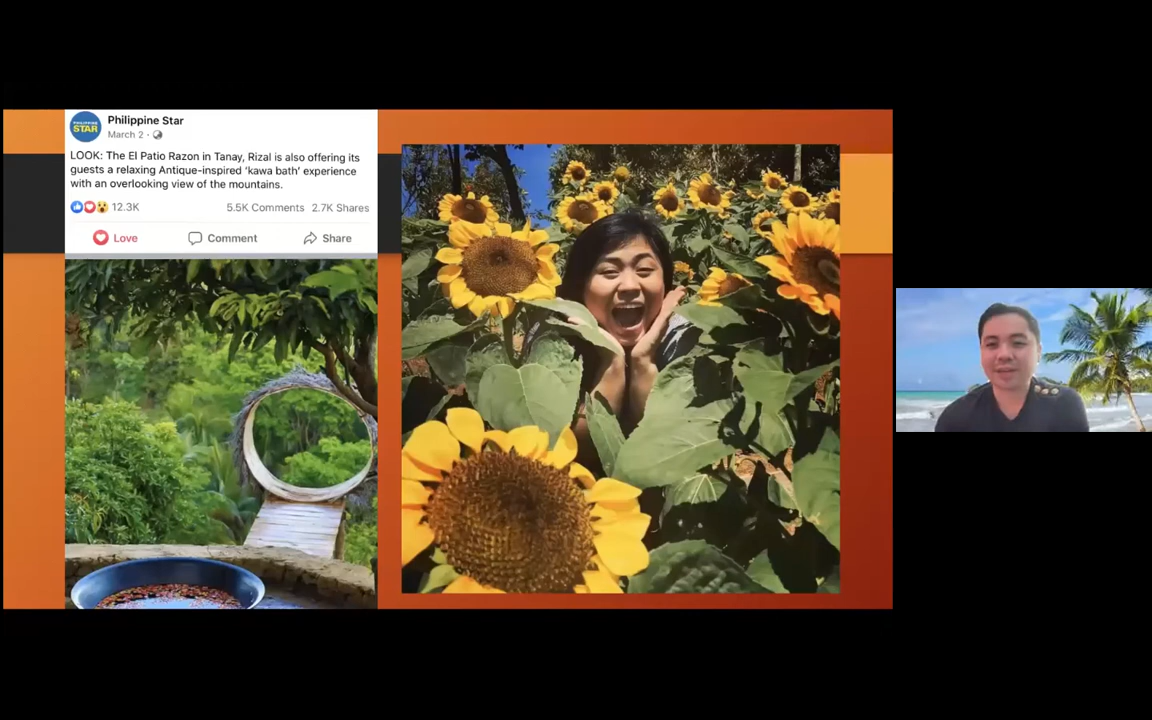 PHILIPPINE
STAR
Philippine Star
March 2 ·
LOOK: The El Patio Razon in Tanay, Rizal is also offering its
guests a relaxing Antique-inspired 'kawa bath' experience
with an overlooking view of the mountains.
12.3K 5.5K Comments 2.7K Shares
Love Comment Share